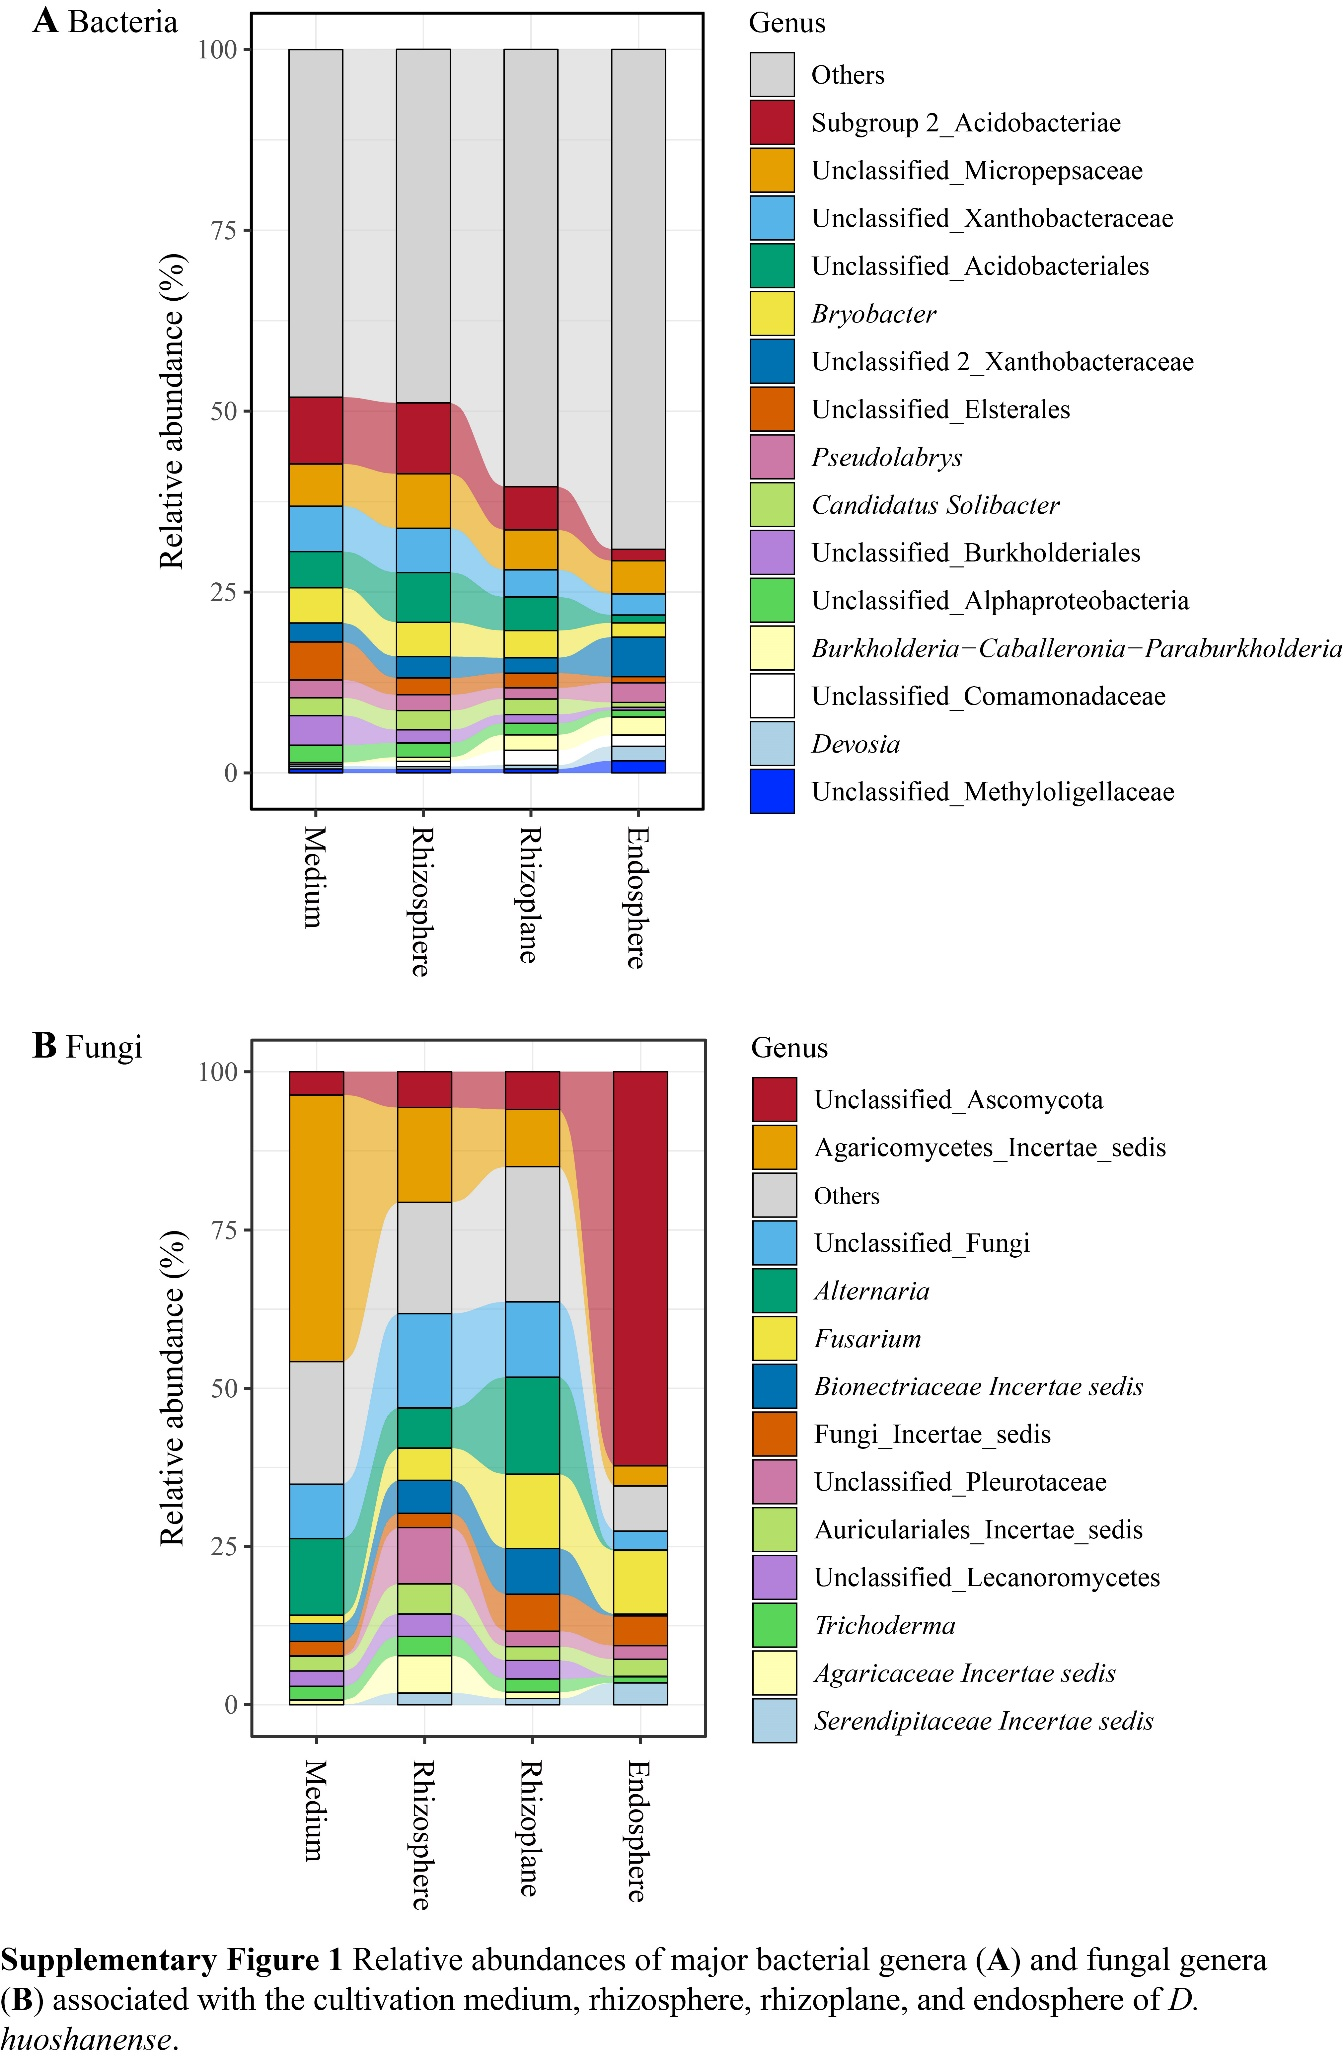 A Bacteria
Genus
100
75
50
25
0
Relative abundance (%)
Medium
Rhizosphere
Rhizoplane
Endosphere
Others
Subgroup 2_Acidobacteriae
Unclassified_Micropepsaceae
Unclassified_Xanthobacteraceae
Unclassified_Acidobacteriales
Bryobacter
Unclassified 2_Xanthobacteraceae
Unclassified_Elsterales
Pseudolabrys
Candidatus Solibacter
Unclassified_Burkholderiales
Unclassified_Alphaproteobacteria
Burkholderia−Caballeronia−Paraburkholderia
Unclassified_Comamonadaceae
Devosia
Unclassified_Methyloligellaceae
B Fungi
Genus
100
75
50
25
0
Relative abundance (%)
Medium
Rhizosphere
Rhizoplane
Endosphere
Unclassified_Ascomycota
Agaricomycetes_Incertae_sedis
Others
Unclassified_Fungi
Alternaria
Fusarium
Bionectriaceae Incertae sedis
Fungi_Incertae_sedis
Unclassified_Pleurotaceae
Auriculariales_Incertae_sedis
Unclassified_Lecanoromycetes
Trichoderma
Agaricaceae Incertae sedis
Serendipitaceae Incertae sedis
Supplementary Figure 1 Relative abundances of major bacterial genera (A) and fungal genera
(B) associated with the cultivation medium, rhizosphere, rhizoplane, and endosphere of D.
huoshanense.